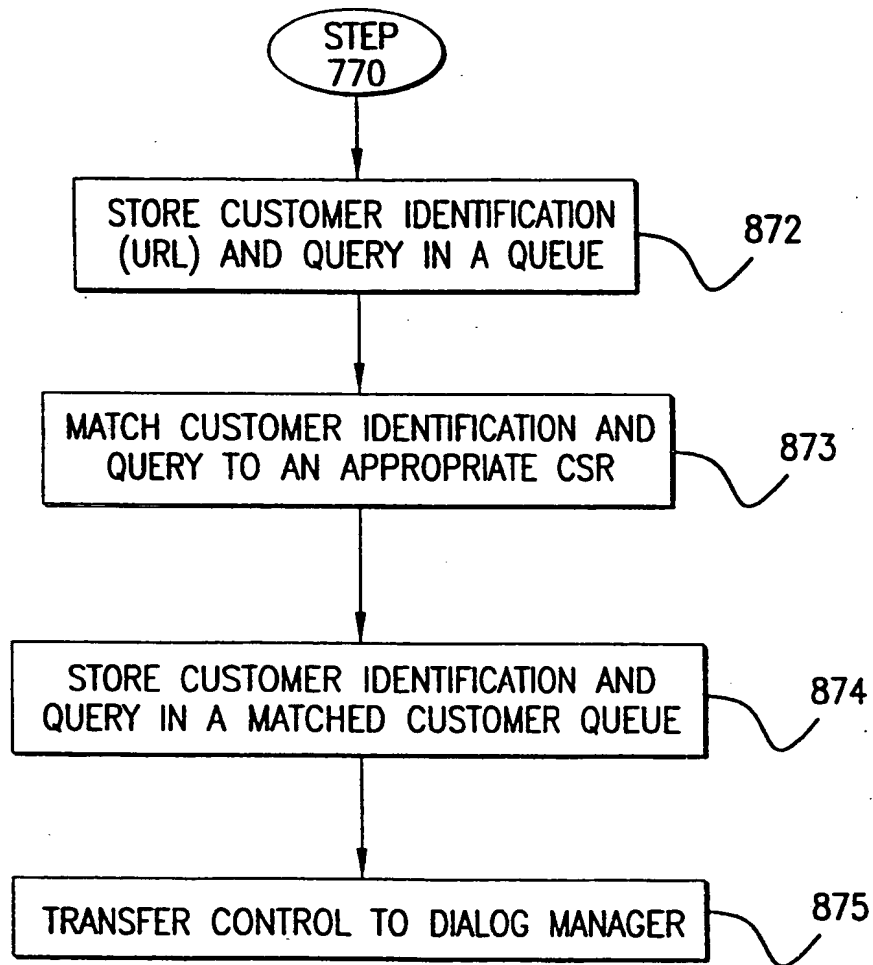 STEP
770
STORE CUSTOMER IDENTIFICATION
(URL) AND QUERY IN A QUEUE
872
MATCH CUSTOMER IDENTIFICATION AND
QUERY TO AN APPROPRIATE CSR
873
STORE CUSTOMER IDENTIFICATION AND
QUERY IN A MATCHED CUSTOMER QUEUE
874
TRANSFER CONTROL TO DIALOG MANAGER
875